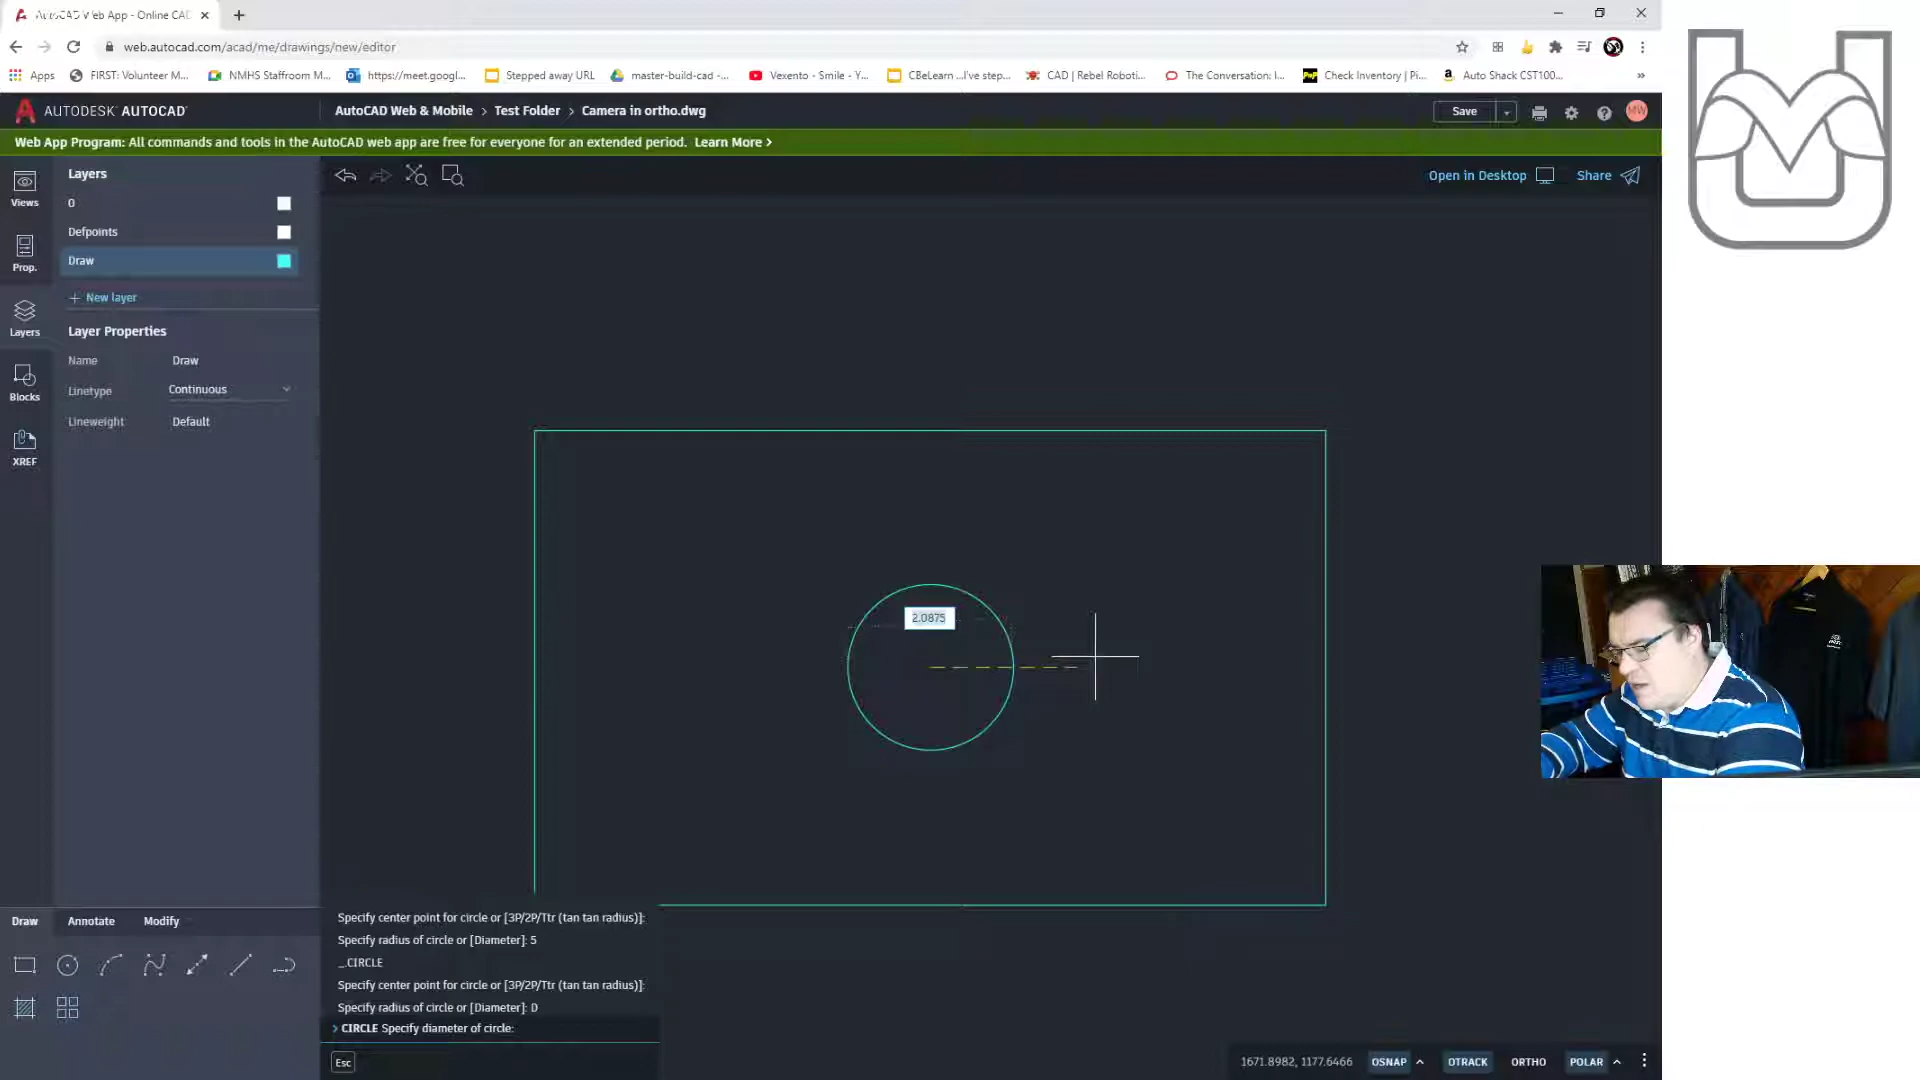 AutoCAD Web App - Online CAD
web.autocad.com/acad/me/drawings/new/editor
Apps FIRST: Volunteer M... NMHS Staffroom M... https://meet.googl... Stepped away URL master-build-cad -... Vexento - Smile - Y... CBeLearn ...I've step... CAD | Rebel Roboti... The Conversation: I... Check Inventory | Pi... Auto Shack CST100... »
AUTODESK AUTOCAD AutoCAD Web & Mobile > Test Folder > Camera in ortho.dwg Save MW
Web App Program: All commands and tools in the AutoCAD web app are free for everyone for an extended period. Learn More >
Layers
Open in Desktop Share
Views
0
Defpoints
Prop.
Draw
+ New layer
Layers
Layer Properties
Name Draw
Linetype Continuous
Blocks
Lineweight Default
XREF
2.0875
Draw Annotate Modify
Specify center point for circle or [3P/2P/Ttr (tan tan radius)]:
Specify radius of circle or [Diameter]: 5
_.CIRCLE
Specify center point for circle or [3P/2P/Ttr (tan tan radius)]:
Specify radius of circle or [Diameter]: D
> CIRCLE Specify diameter of circle:
Esc
1671.8982, 1177.6466 OSNAP OTRACK ORTHO POLAR